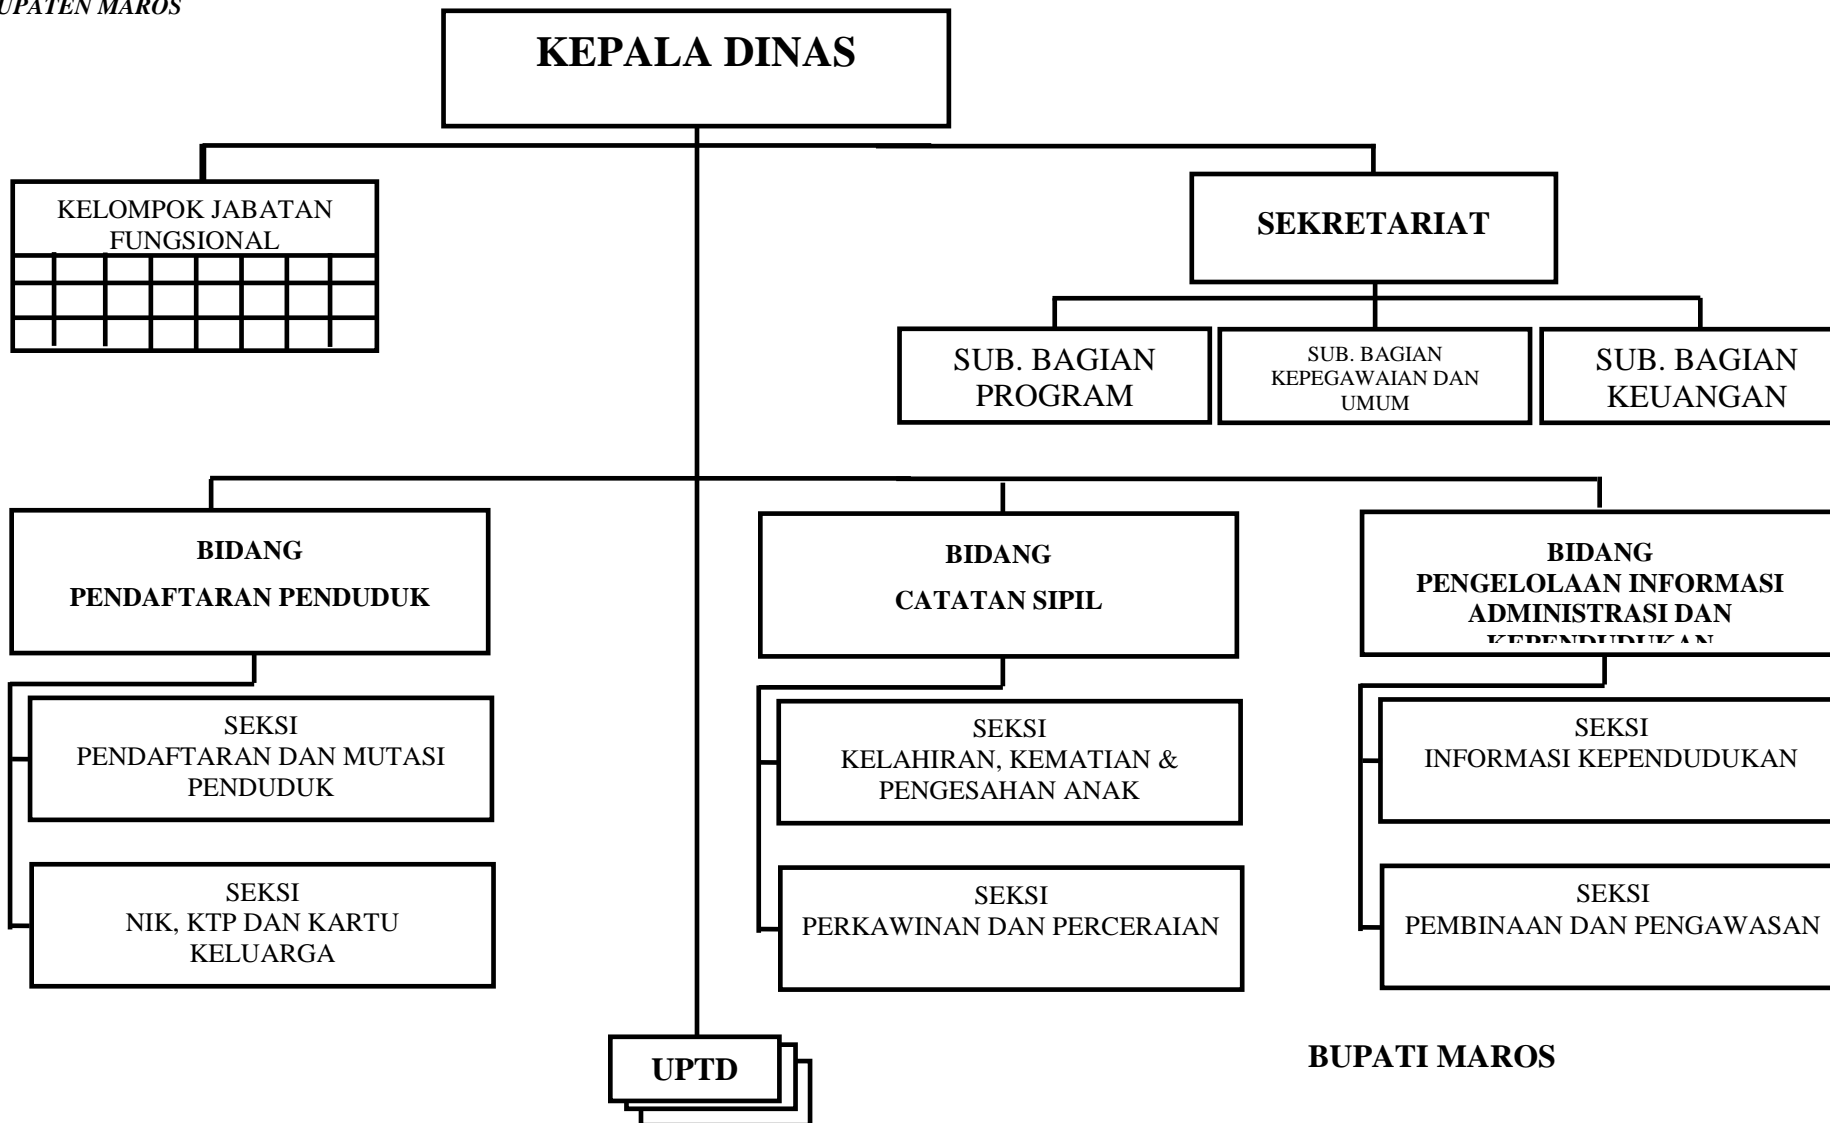 KABUPATEN MAROS
KEPALA DINAS
KELOMPOK JABATAN
FUNGSIONAL
SEKRETARIAT
SUB. BAGIAN
PROGRAM
SUB. BAGIAN
KEPEGAWAIAN DAN
UMUM
SUB. BAGIAN
KEUANGAN
BIDANG
PENDAFTARAN PENDUDUK
BIDANG
CATATAN SIPIL
BIDANG
PENGELOLAAN INFORMASI
ADMINISTRASI DAN
KEPENDUDUKAN
SEKSI
PENDAFTARAN DAN MUTASI
PENDUDUK
SEKSI
KELAHIRAN, KEMATIAN &
PENGESAHAN ANAK
SEKSI
INFORMASI KEPENDUDUKAN
SEKSI
NIK, KTP DAN KARTU
KELUARGA
SEKSI
PERKAWINAN DAN PERCERAIAN
SEKSI
PEMBINAAN DAN PENGAWASAN
UPTD
BUPATI MAROS